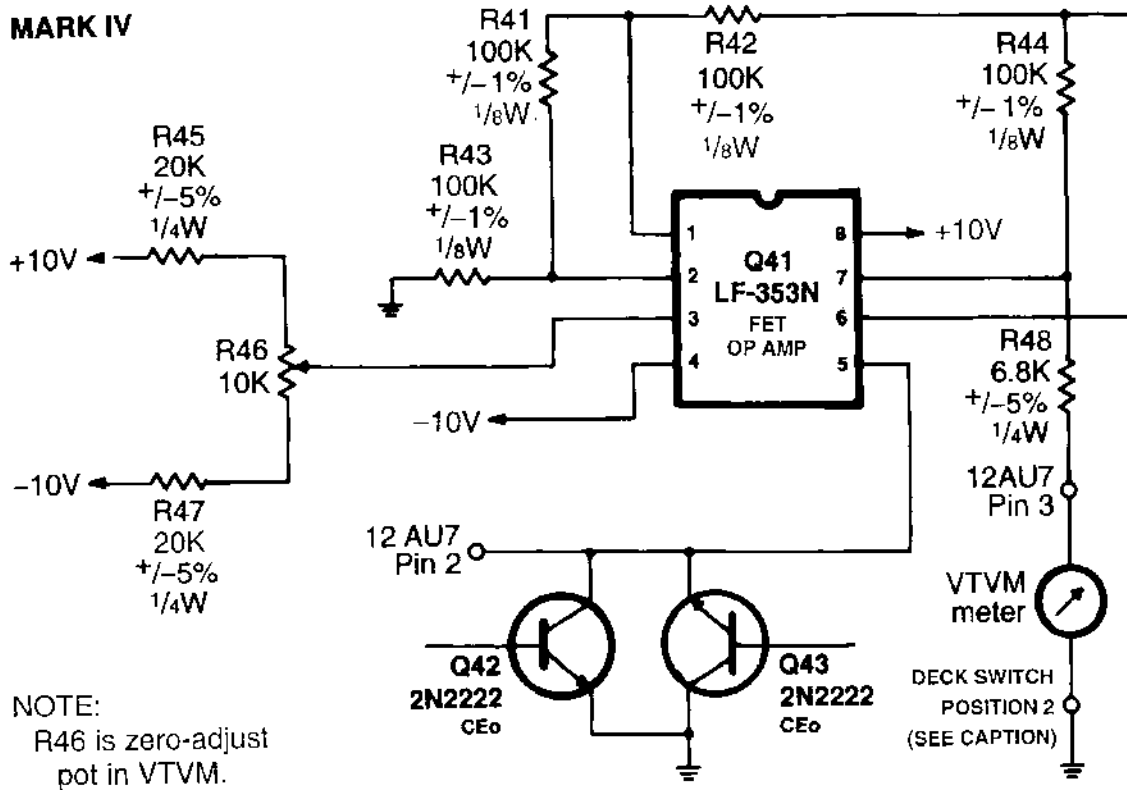 MARK IV
R41
100K
+/–1%
1/8W
R42
100K
+/–1%
1/8W
R44
100K
+/–1%
1/8W
R45
20K
+/–5%
1/4W
R43
100K
+/–1%
1/8W
+10V
R46
10K
–10V
R47
20K
+/–5%
1/4W
1
2
3
4
Q41
LF-353N
FET
OP AMP
8
7
6
5
+10V
–10V
R48
6.8K
+/–5%
1/4W
12AU7
Pin 3
12 AU7
Pin 2
VTVM
meter
Q42
2N2222
CEo
Q43
2N2222
CEo
DECK SWITCH
POSITION 2
(SEE CAPTION)
NOTE:
R46 is zero-adjust
pot in VTVM.